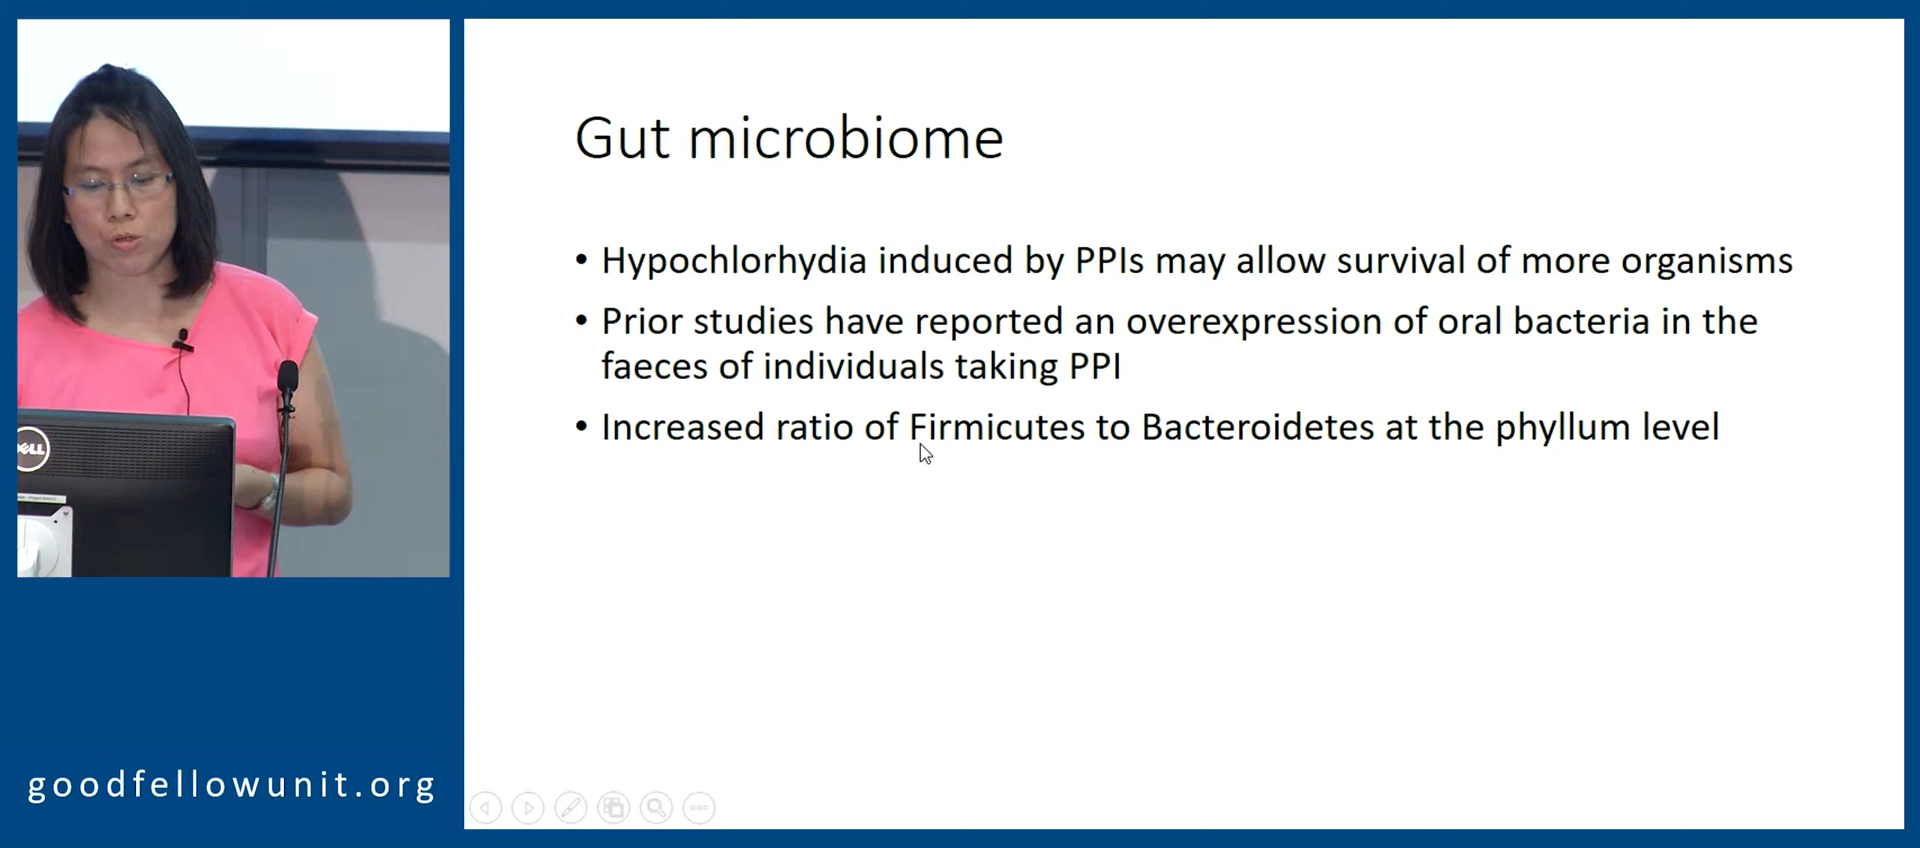 Gut microbiome
• Hypochlorhydia induced by PPIs may allow survival of more organisms
• Prior studies have reported an overexpression of oral bacteria in the
faeces of individuals taking PPI
• Increased ratio of Firmicutes to Bacteroidetes at the phyllum level
DELL
goodfellowunit.org